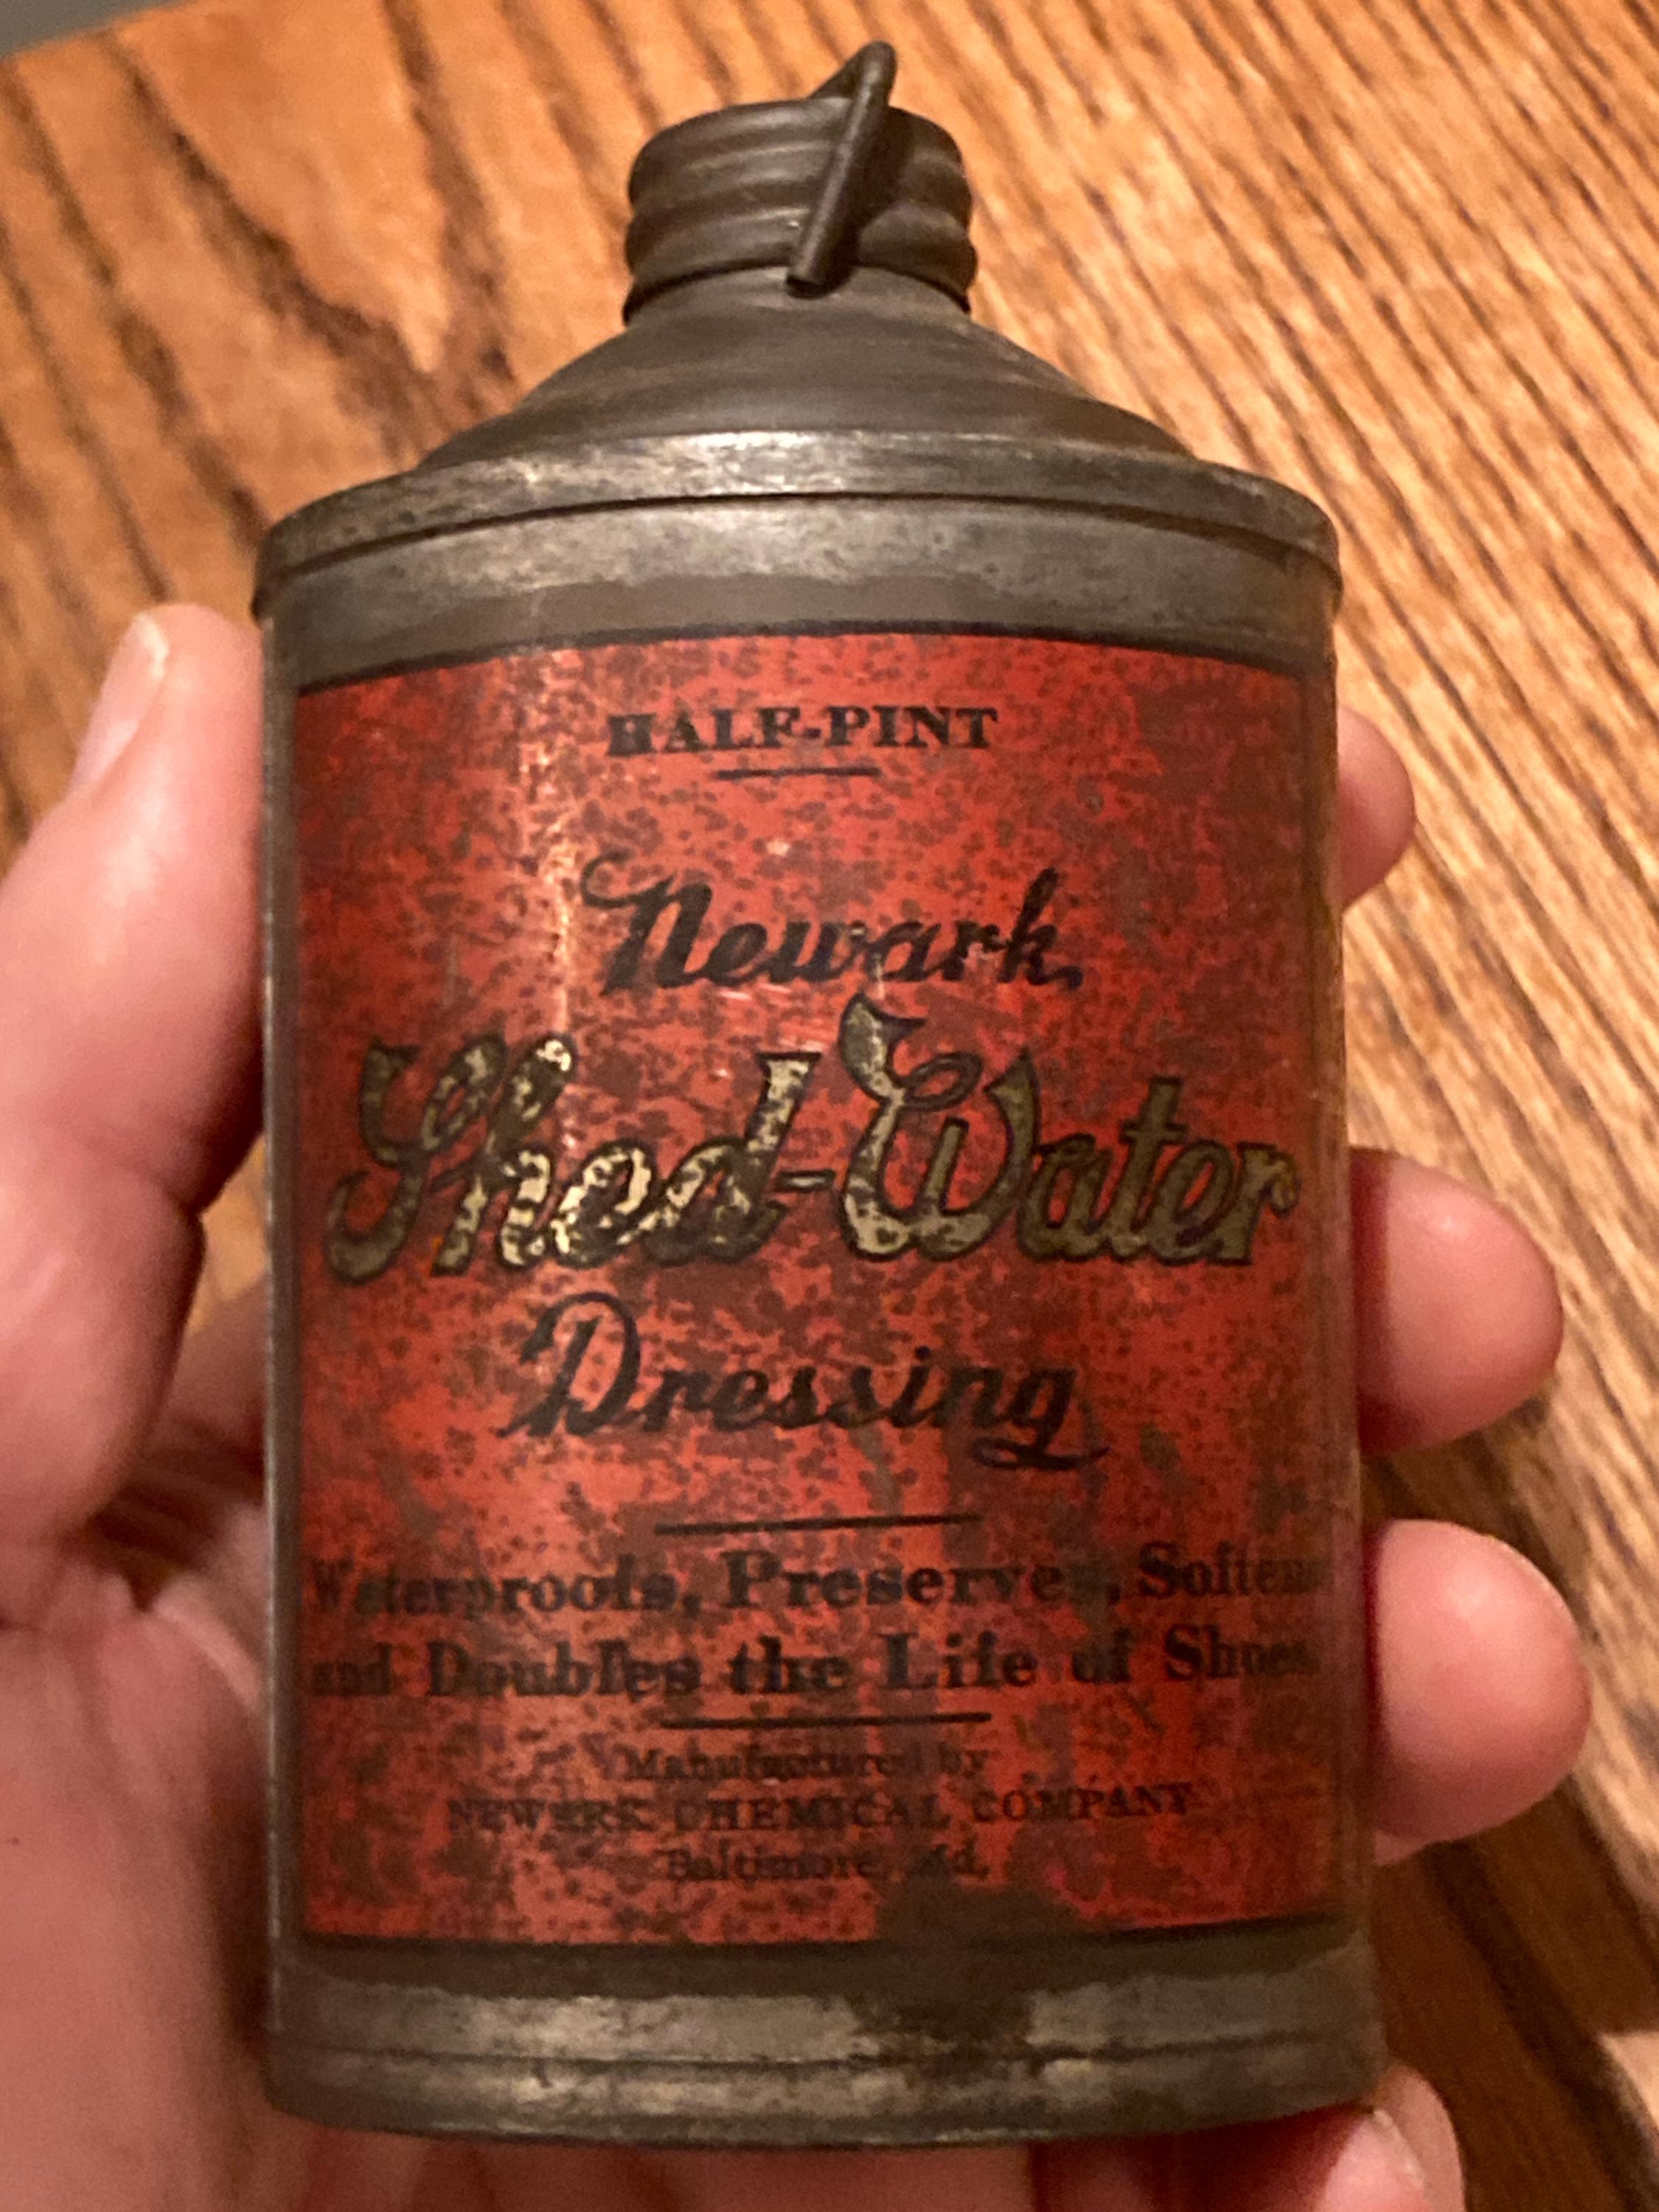 HALF-PINT
Newark
Shed-Water
Dressing
Waterproofs, Preserves, Softens
and Doubles the Life of Shoes
Manufactured by
NEWARK CHEMICAL COMPANY
Baltimore, Md.